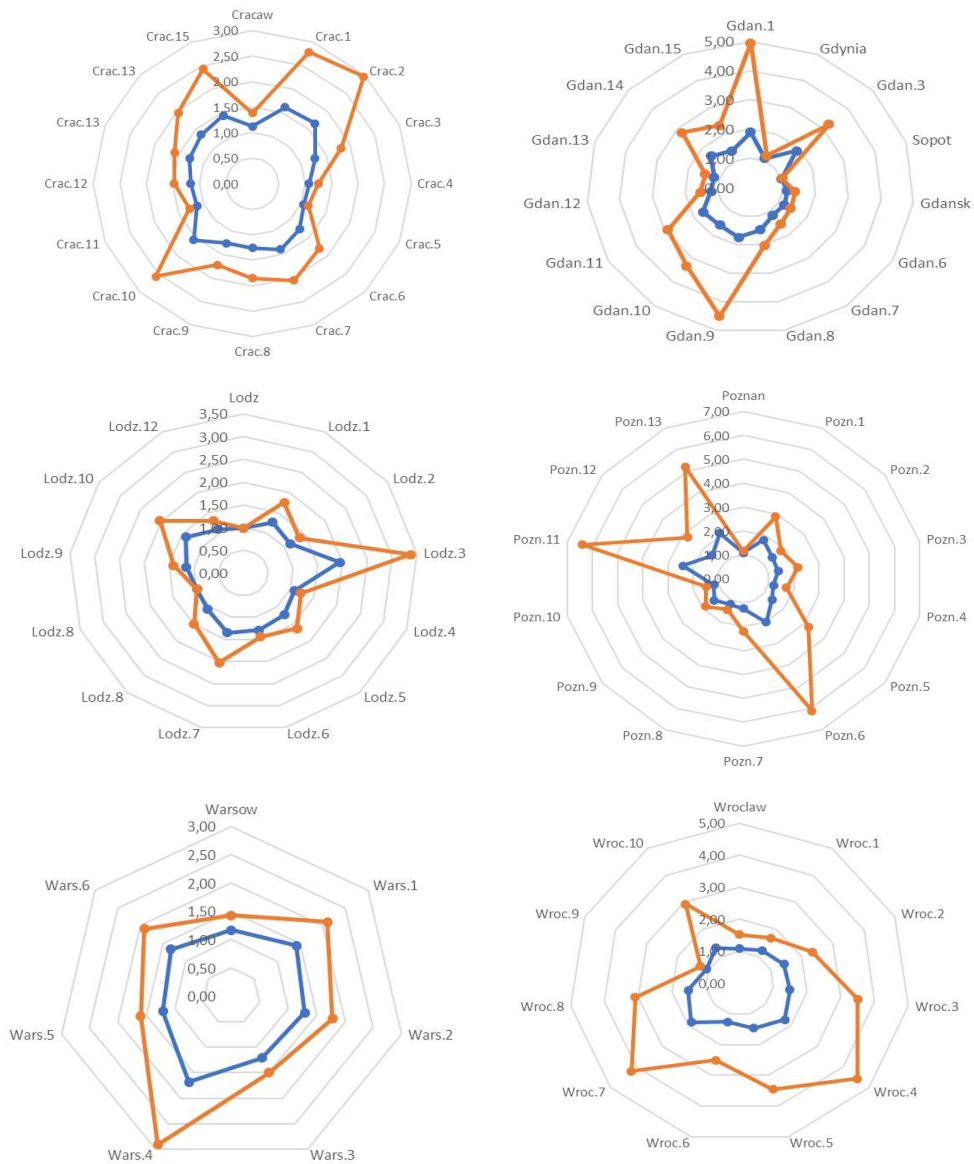 Cracaw
3,00
2,50
2,00
1,50
1,00
0,50
0,00
Crac.1
Crac.2
Crac.3
Crac.4
Crac.5
Crac.6
Crac.7
Crac.8
Crac.9
Crac.10
Crac.11
Crac.12
Crac.13
Crac.13
Crac.15
Gdan.1
5,00
4,00
3,00
2,00
1,00
0,00
Gdynia
Gdan.3
Sopot
Gdansk
Gdan.6
Gdan.7
Gdan.8
Gdan.9
Gdan.10
Gdan.11
Gdan.12
Gdan.13
Gdan.14
Gdan.15
Lodz
3,50
3,00
2,50
2,00
1,50
1,00
0,50
0,00
Lodz.1
Lodz.2
Lodz.3
Lodz.4
Lodz.5
Lodz.6
Lodz.7
Lodz.8
Lodz.8
Lodz.9
Lodz.10
Lodz.12
Poznan
7,00
6,00
5,00
4,00
3,00
2,00
1,00
0,00
Pozn.1
Pozn.2
Pozn.3
Pozn.4
Pozn.5
Pozn.6
Pozn.7
Pozn.8
Pozn.9
Pozn.10
Pozn.11
Pozn.12
Pozn.13
Warsow
3,00
2,50
2,00
1,50
1,00
0,50
0,00
Wars.1
Wars.2
Wars.3
Wars.4
Wars.5
Wars.6
Wroclaw
5,00
4,00
3,00
2,00
1,00
0,00
Wroc.1
Wroc.2
Wroc.3
Wroc.4
Wroc.5
Wroc.6
Wroc.7
Wroc.8
Wroc.9
Wroc.10